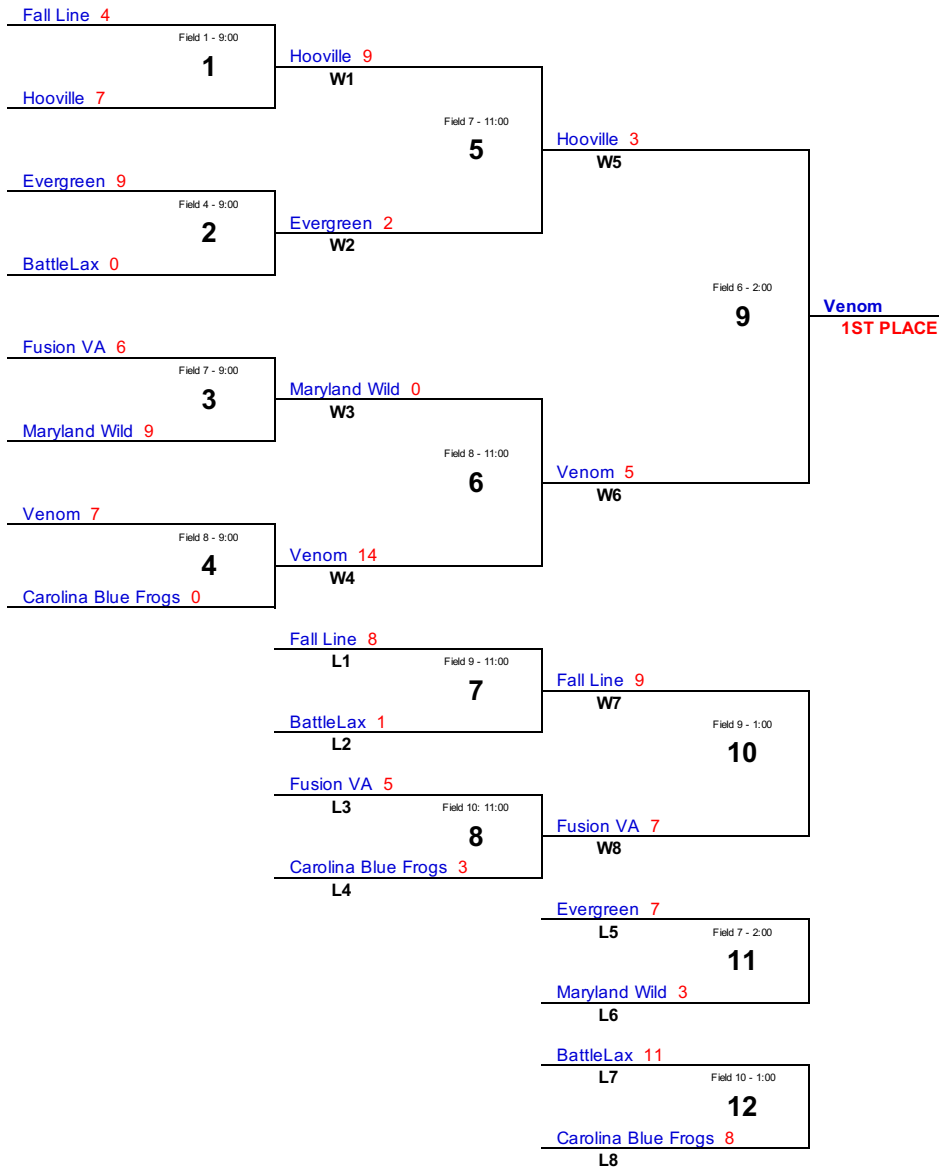 Fall Line 4
Field 1 - 9:00
1
Hooville 7
Hooville 9
W1
Field 7 - 11:00
5
Evergreen 9
Field 4 - 9:00
2
BattleLax 0
Evergreen 2
W2
Hooville 3
W5
Field 6 - 2:00
9
Venom
1ST PLACE
Fusion VA 6
Field 7 - 9:00
3
Maryland Wild 9
Maryland Wild 0
W3
Field 8 - 11:00
6
Venom 5
W6
Venom 7
Field 8 - 9:00
4
Carolina Blue Frogs 0
Venom 14
W4
Fall Line 8
L1
Field 9 - 11:00
7
BattleLax 1
L2
Fall Line 9
W7
Field 9 - 1:00
10
Fusion VA 5
L3
Field 10: 11:00
8
Carolina Blue Frogs 3
L4
Fusion VA 7
W8
Evergreen 7
L5
Field 7 - 2:00
11
Maryland Wild 3
L6
BattleLax 11
L7
Field 10 - 1:00
12
Carolina Blue Frogs 8
L8